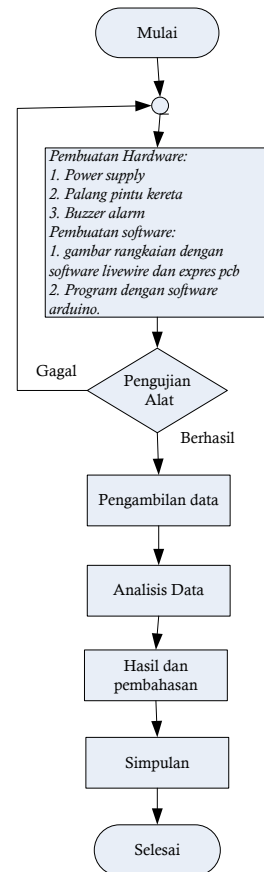 Mulai
Pembuatan Hardware:
1. Power supply
2. Palang pintu kereta
3. Buzzer alarm
Pembuatan software:
1. gambar rangkaian dengan
software livewire dan expres pcb
2. Program dengan software
arduino.
Gagal
Pengujian
Alat
Berhasil
Pengambilan data
Analisis Data
Hasil dan
pembahasan
Simpulan
Selesai